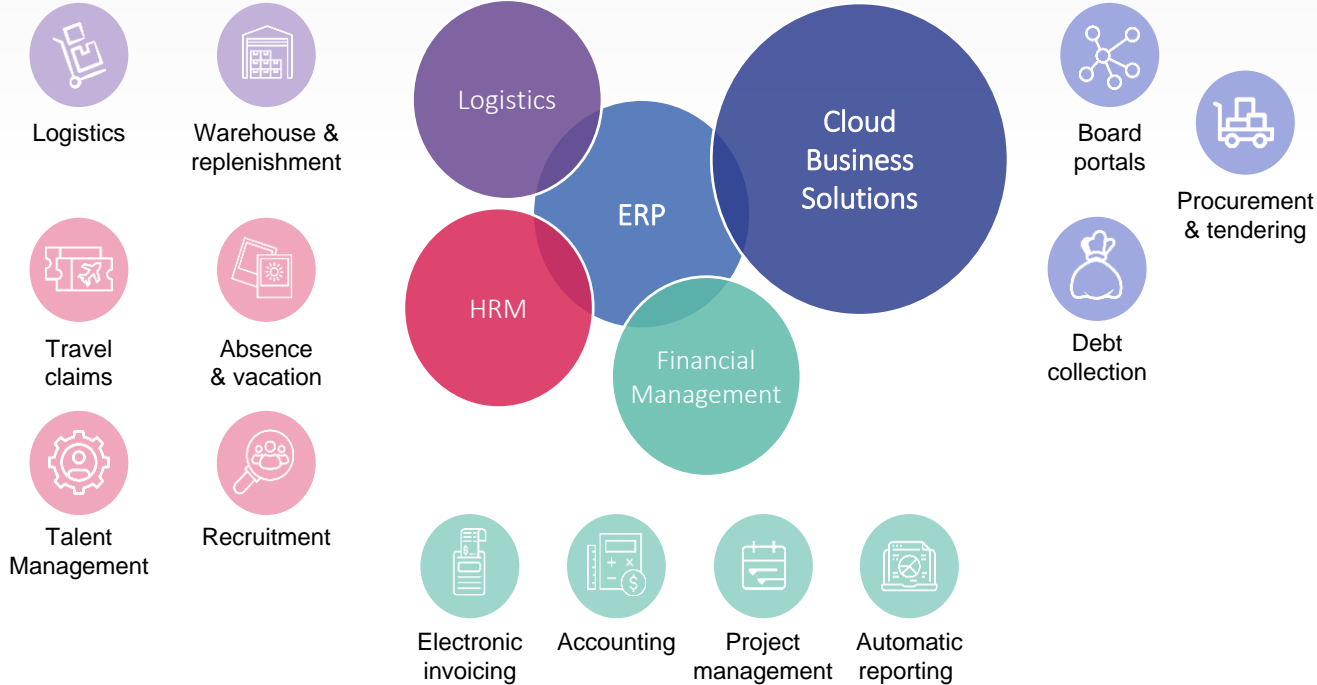 Logistics
Warehouse &
replenishment
Travel
claims
Absence
& vacation
Talent
Management
Recruitment
Logistics
ERP
Cloud
Business
Solutions
HRM
Financial
Management
Board
portals
Procurement
& tendering
Debt
collection
$
Electronic
invoicing
+ ×
− $
Accounting
Project
management
Automatic
reporting